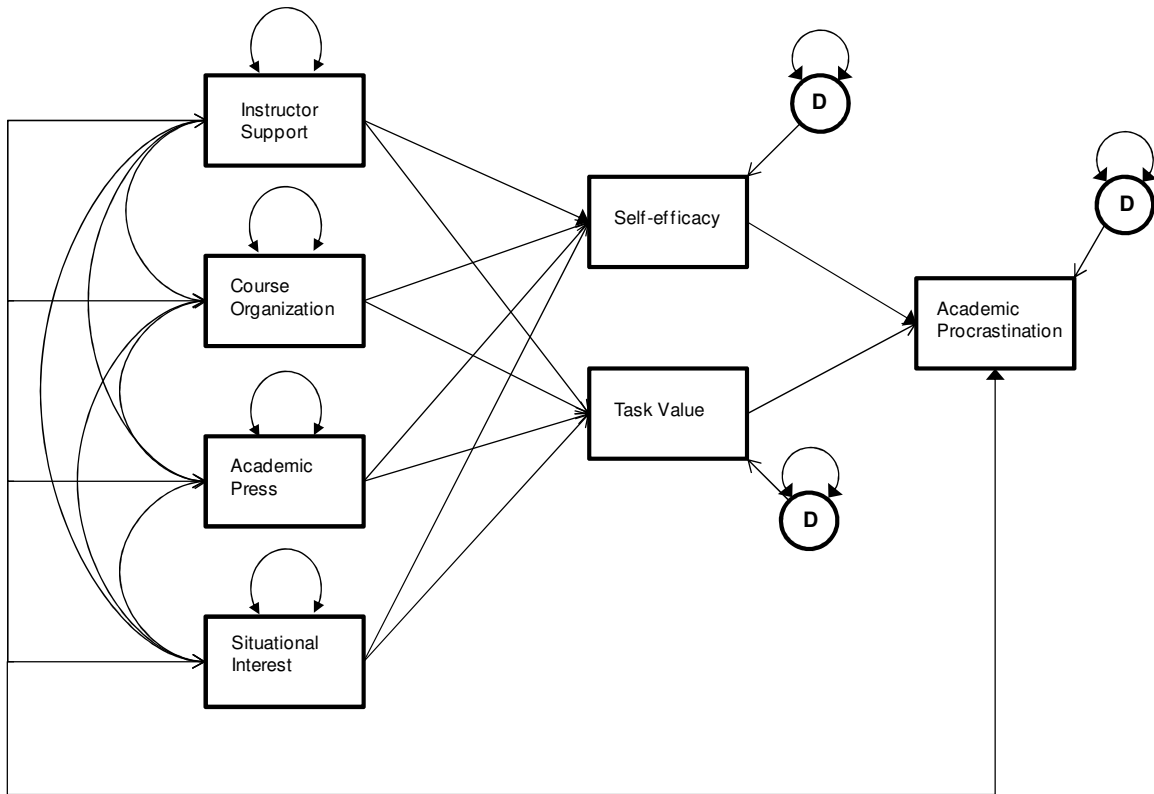 Instructor
Support
Course
Organization
Academic
Press
Situational
Interest
Self-efficacy
D
Task Value
D
Academic
Procrastination
D